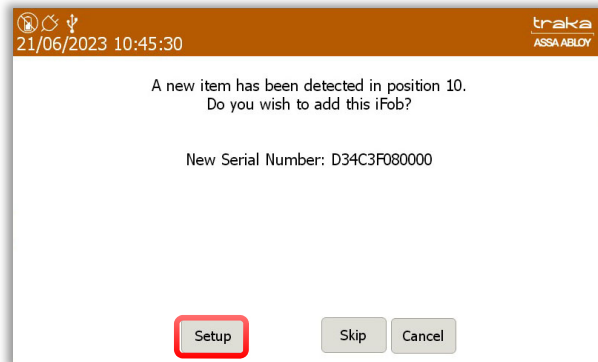 traka
21/06/2023 10:45:30
ASSA ABLOY
A new item has been detected in position 10.
Do you wish to add this iFob?
New Serial Number: D34C3F080000
Setup
Skip
Cancel